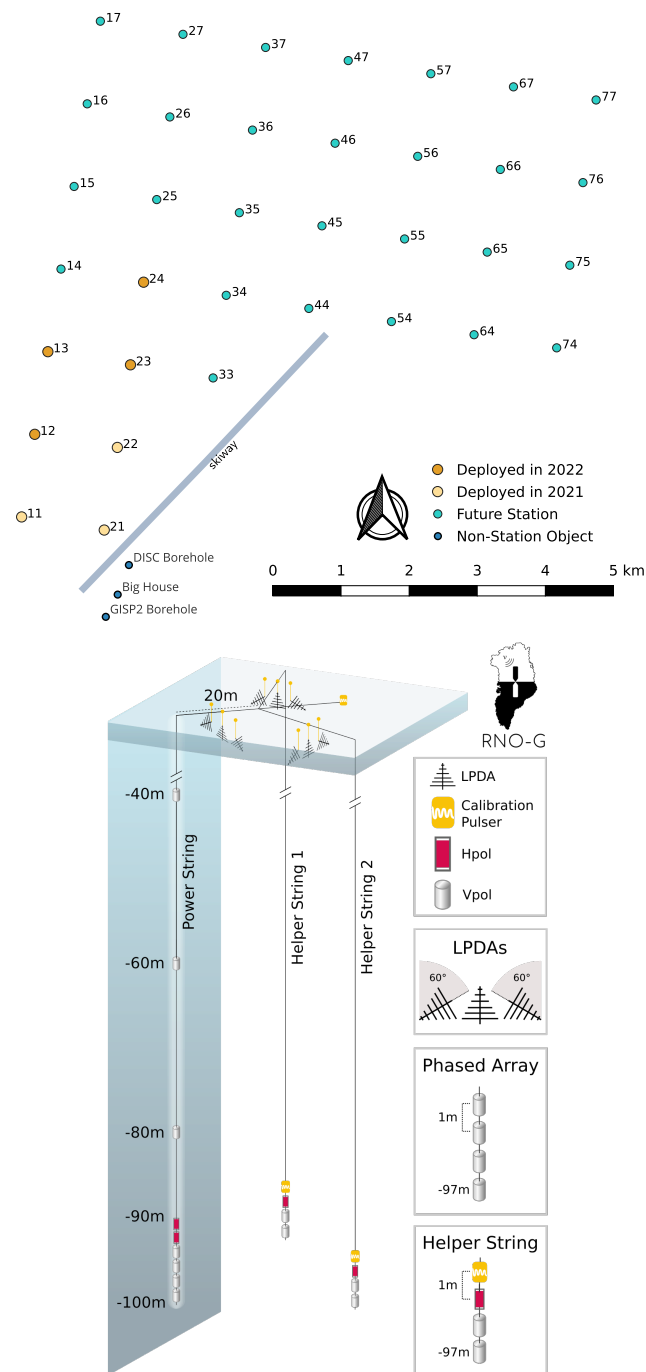 17
27
37
47
57
67
77
16
26
36
46
56
66
76
15
25
35
45
55
65
75
14
24
34
44
54
64
74
13
23
33
12
22
skiway
11
21
Deployed in 2022
Deployed in 2021
Future Station
Non-Station Object
DISC Borehole
Big House
GISP2 Borehole
0 1 2 3 4 5 km
20m
RNO-G
-40m
-60m
-80m
-90m
-100m
Power String
Helper String 1
Helper String 2
LPDA
Calibration
Pulser
Hpol
Vpol
LPDAs
60° 60°
Phased Array
1m
-97m
Helper String
1m
-97m